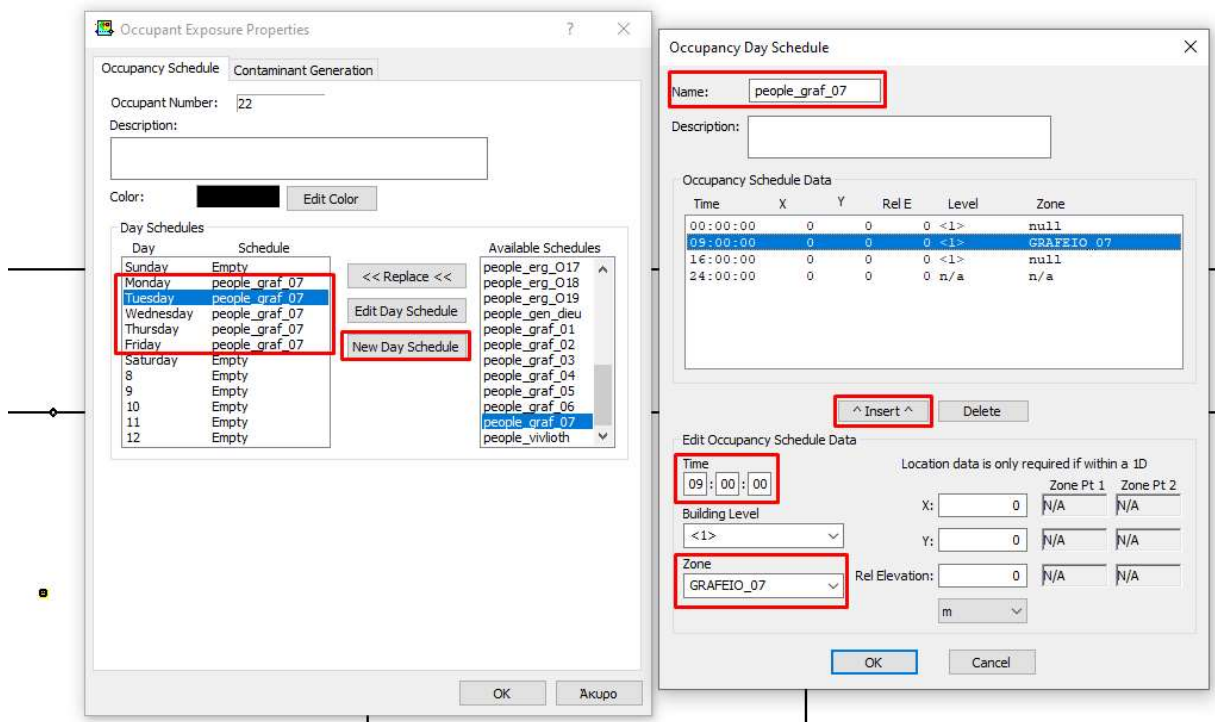 Occupant Exposure Properties ?
Occupancy Schedule Contaminant Generation
Occupant Number: 22
Description:
Color: Edit Color
Day Schedules
Day Schedule Available Schedules
Sunday Empty
Monday people_graf_07
Tuesday people_graf_07
Wednesday people_graf_07
Thursday people_graf_07
Friday people_graf_07
Saturday Empty
8 Empty
9 Empty
10 Empty
11 Empty
12 Empty
<< Replace <<
Edit Day Schedule
New Day Schedule
people_erg_O17
people_erg_O18
people_erg_O19
people_gen_dieu
people_graf_01
people_graf_02
people_graf_03
people_graf_04
people_graf_05
people_graf_06
people_graf_07
people_vivlioth
OK Άκυρο
Occupancy Day Schedule
Name: people_graf_07
Description:
Occupancy Schedule Data
Time X Y Rel E Level Zone
00:00:00 0 0 0 <1> null
09:00:00 0 0 0 <1> GRAFEIO_07
16:00:00 0 0 0 <1> null
24:00:00 0 0 0 n/a n/a
^ Insert ^ Delete
Edit Occupancy Schedule Data
Time Location data is only required if within a 1D
09 : 00 : 00 Zone Pt 1 Zone Pt 2
X: 0 N/A N/A
Building Level
<1> Y: 0 N/A N/A
Zone
GRAFEIO_07 Rel Elevation: 0 N/A N/A
m
OK Cancel